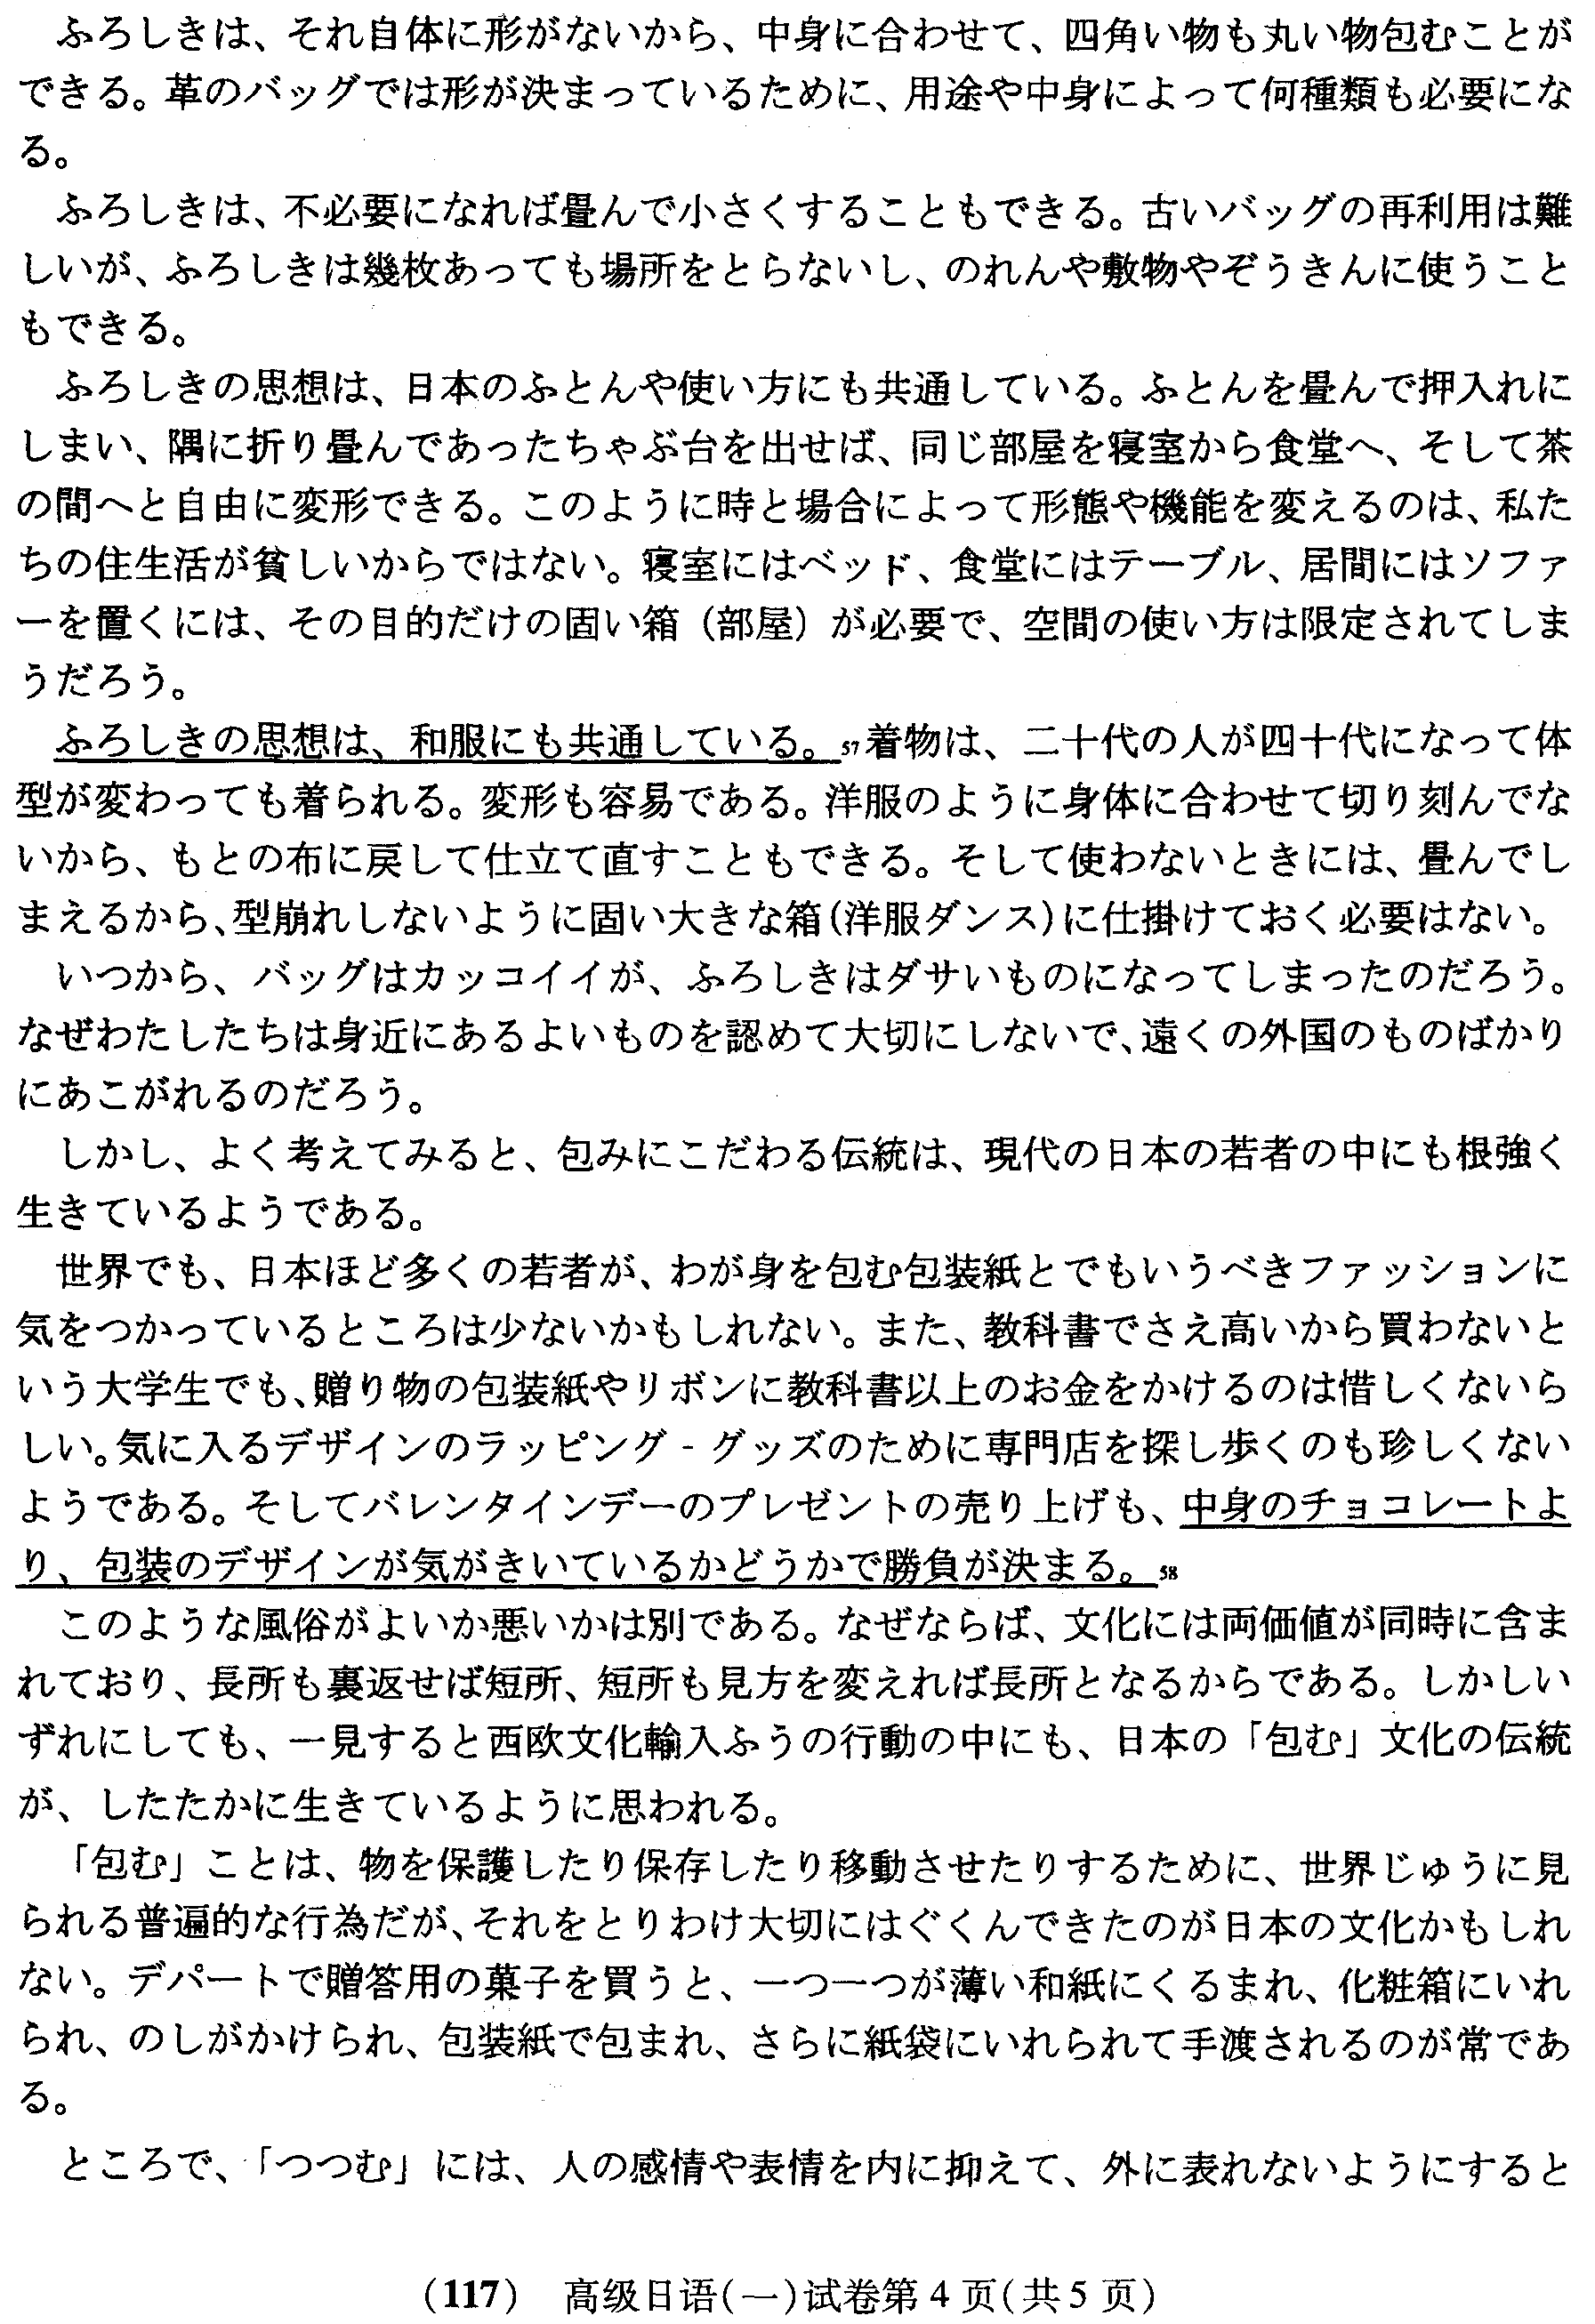 ふろしきは、それ自体に形がないから、中身に合わせて、四角い物も丸い物包むことが
できる。革のバッグでは形が決まっているために、用途や中身によって何種類も必要にな
る。
ふろしきは、不必要になれば畳んで小さくすることもできる。古いバッグの再利用は難
しいが、ふろしきは幾枚あっても場所をとらないし、のれんや敷物やぞうきんに使うこと
もできる。
ふろしきの思想は、日本のふとんや使い方にも共通している。ふとんを畳んで押入れに
しまい、隅に折り畳んであったちゃぶ台を出せば、同じ部屋を寝室から食堂へ、そして茶
の間へと自由に変形できる。このように時と場合によって形態や機能を変えるのは、私た
ちの住生活が貧しいからではない。寝室にはベッド、食堂にはテーブル、居間にはソファ
ーを置くには、その目的だけの固い箱（部屋）が必要で、空間の使い方は限定されてしま
うだろう。
ふろしきの思想は、和服にも共通している。57着物は、二十代の人が四十代になって体
型が変わっても着られる。変形も容易である。洋服のように身体に合わせて切り刻んでな
いから、もとの布に戻して仕立て直すこともできる。そして使わないときには、畳んでし
まえるから、型崩れしないように固い大きな箱(洋服ダンス)に仕掛けておく必要はない。
いつから、バッグはカッコイイが、ふろしきはダサいものになってしまったのだろう。
なぜわたしたちは身近にあるよいものを認めて大切にしないで、遠くの外国のものばかり
にあこがれるのだろう。
しかし、よく考えてみると、包みにこだわる伝統は、現代の日本の若者の中にも根強く
生きているようである。
世界でも、日本ほど多くの若者が、わが身を包む包装紙とでもいうべきファッションに
気をつかっているところは少ないかもしれない。また、教科書でさえ高いから買わないと
いう大学生でも、贈り物の包装紙やリボンに教科書以上のお金をかけるのは惜しくないら
しい。気に入るデザインのラッピング‐グッズのために専門店を探し歩くのも珍しくない
ようである。そしてバレンタインデーのプレゼントの売り上げも、中身のチョコレートよ
り、包装のデザインが気がきいているかどうかで勝負が決まる。58
このような風俗がよいか悪いかは別である。なぜならば、文化には両価値が同時に含ま
れており、長所も裏返せば短所、短所も見方を変えれば長所となるからである。しかしい
ずれにしても、一見すると西欧文化輸入ふうの行動の中にも、日本の「包む」文化の伝統
が、したたかに生きているように思われる。
「包む」ことは、物を保護したり保存したり移動させたりするために、世界じゅうに見
られる普遍的な行為だが、それをとりわけ大切にはぐくんできたのが日本の文化かもしれ
ない。デパートで贈答用の菓子を買うと、一つ一つが薄い和紙にくるまれ、化粧箱にいれ
られ、のしがかけられ、包装紙で包まれ、さらに紙袋にいれられて手渡されるのが常であ
る。
ところで、「つつむ」には、人の感情や表情を内に抑えて、外に表れないようにすると
(117) 高级日语(一)试卷第 4 页(共 5 页)